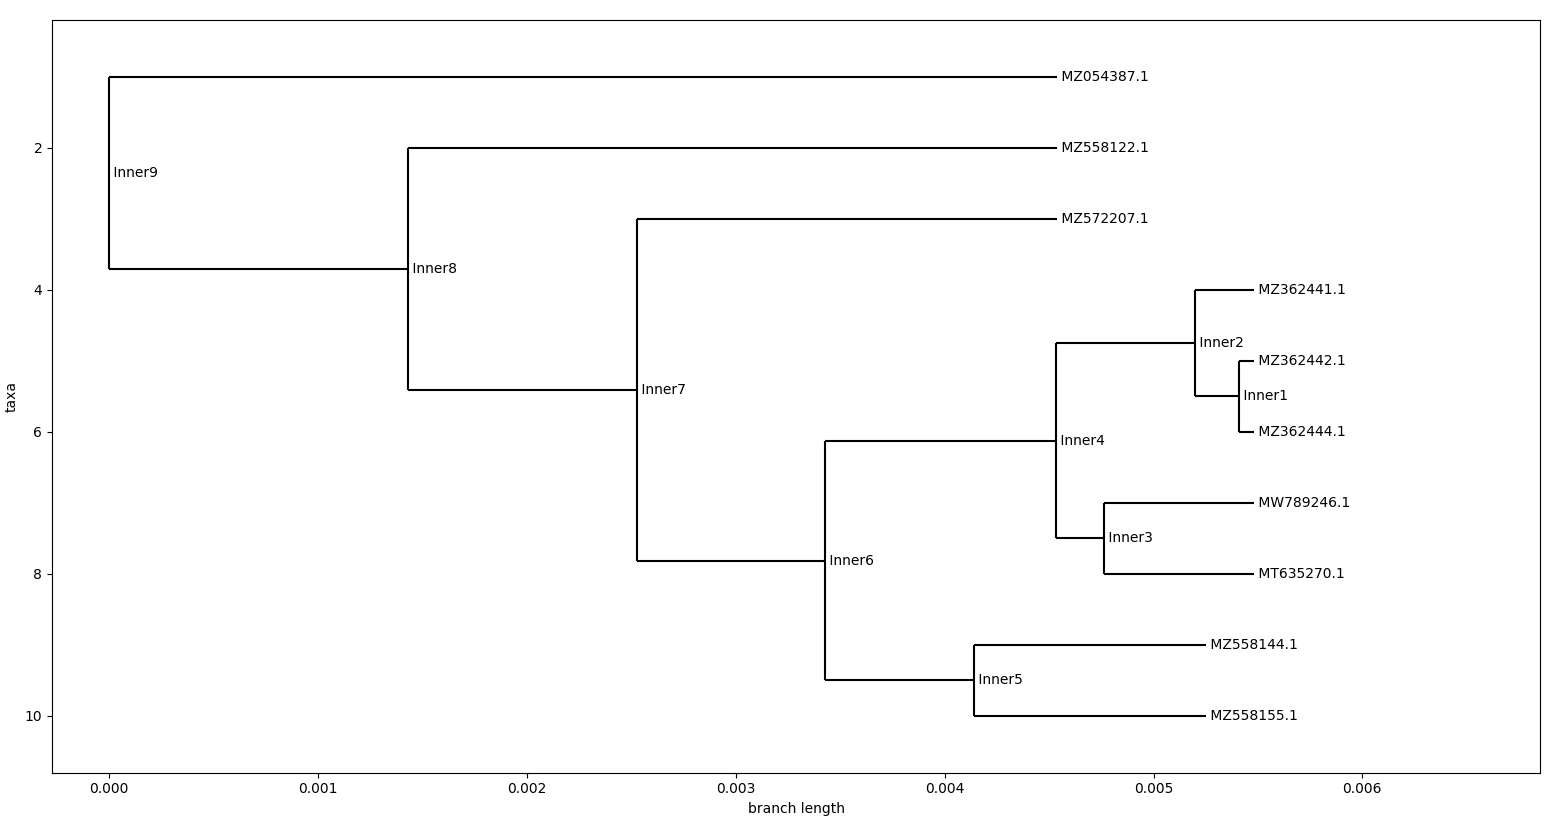 MZ054387.1
2
MZ558122.1
Inner9
MZ572207.1
Inner8
4
MZ362441.1
Inner2
MZ362442.1
taxa
Inner7
Inner1
6
MZ362444.1
Inner4
MW789246.1
Inner3
Inner6
8
MT635270.1
MZ558144.1
Inner5
10
MZ558155.1
0.000 0.001 0.002 0.003 0.004 0.005 0.006
branch length